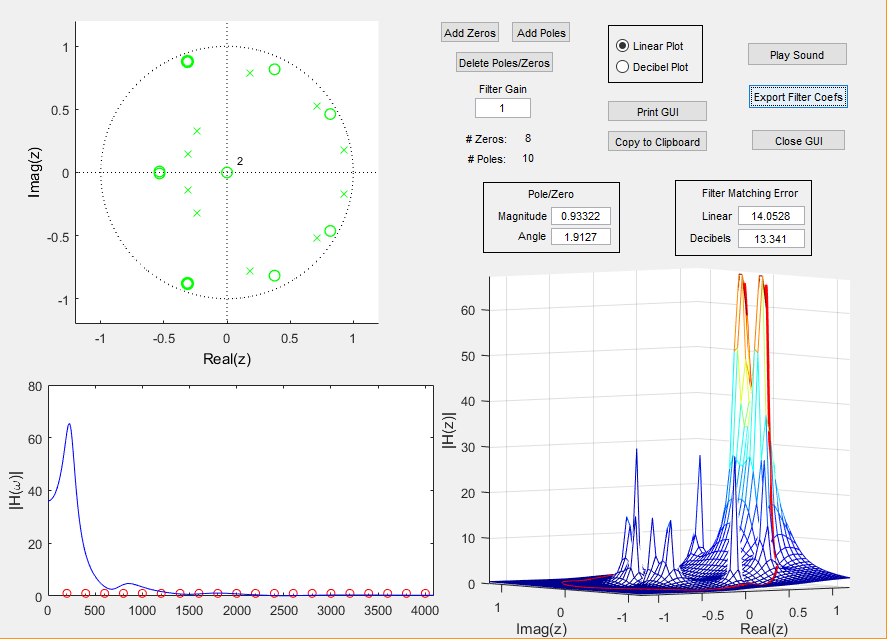 1
0.5
0
-0.5
-1
Imag(z)
2
-1
-0.5
0
0.5
1
Real(z)
Add Zeros
Add Poles
Delete Poles/Zeros
Filter Gain
1
# Zeros: 8
# Poles: 10
Linear Plot
Decibel Plot
Print GUI
Copy to Clipboard
Play Sound
Export Filter Coefs
Close GUI
Pole/Zero
Magnitude 0.93322
Angle 1.9127
Filter Matching Error
Linear 14.0528
Decibels 13.341
80
60
40
20
0
|H(ω)|
0
500
1000
1500
2000
2500
3000
3500
4000
60
50
40
30
20
10
0
|H(z)|
1
0
-1
Imag(z)
-1
-0.5
0
0.5
1
Real(z)